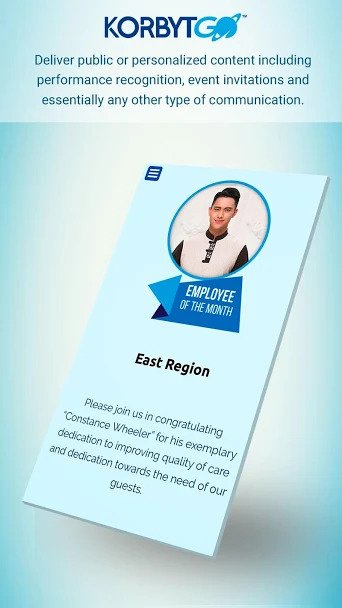 KORBYTGO™
Deliver public or personalized content including
performance recognition, event invitations and
essentially any other type of communication.
EMPLOYEE
OF THE MONTH
East Region
Please join us in congratulating
"Constance Wheeler" for his exemplary
dedication to improving quality of care
and dedication towards the need of our
guests.